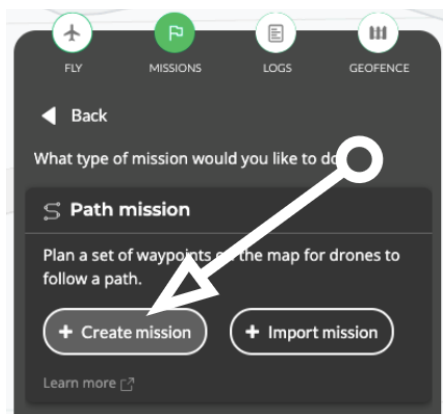 FLY MISSIONS LOGS GEOFENCE
Back
What type of mission would you like to do
Path mission
Plan a set of waypoints on the map for drones to
follow a path.
+ Create mission + Import mission
Learn more